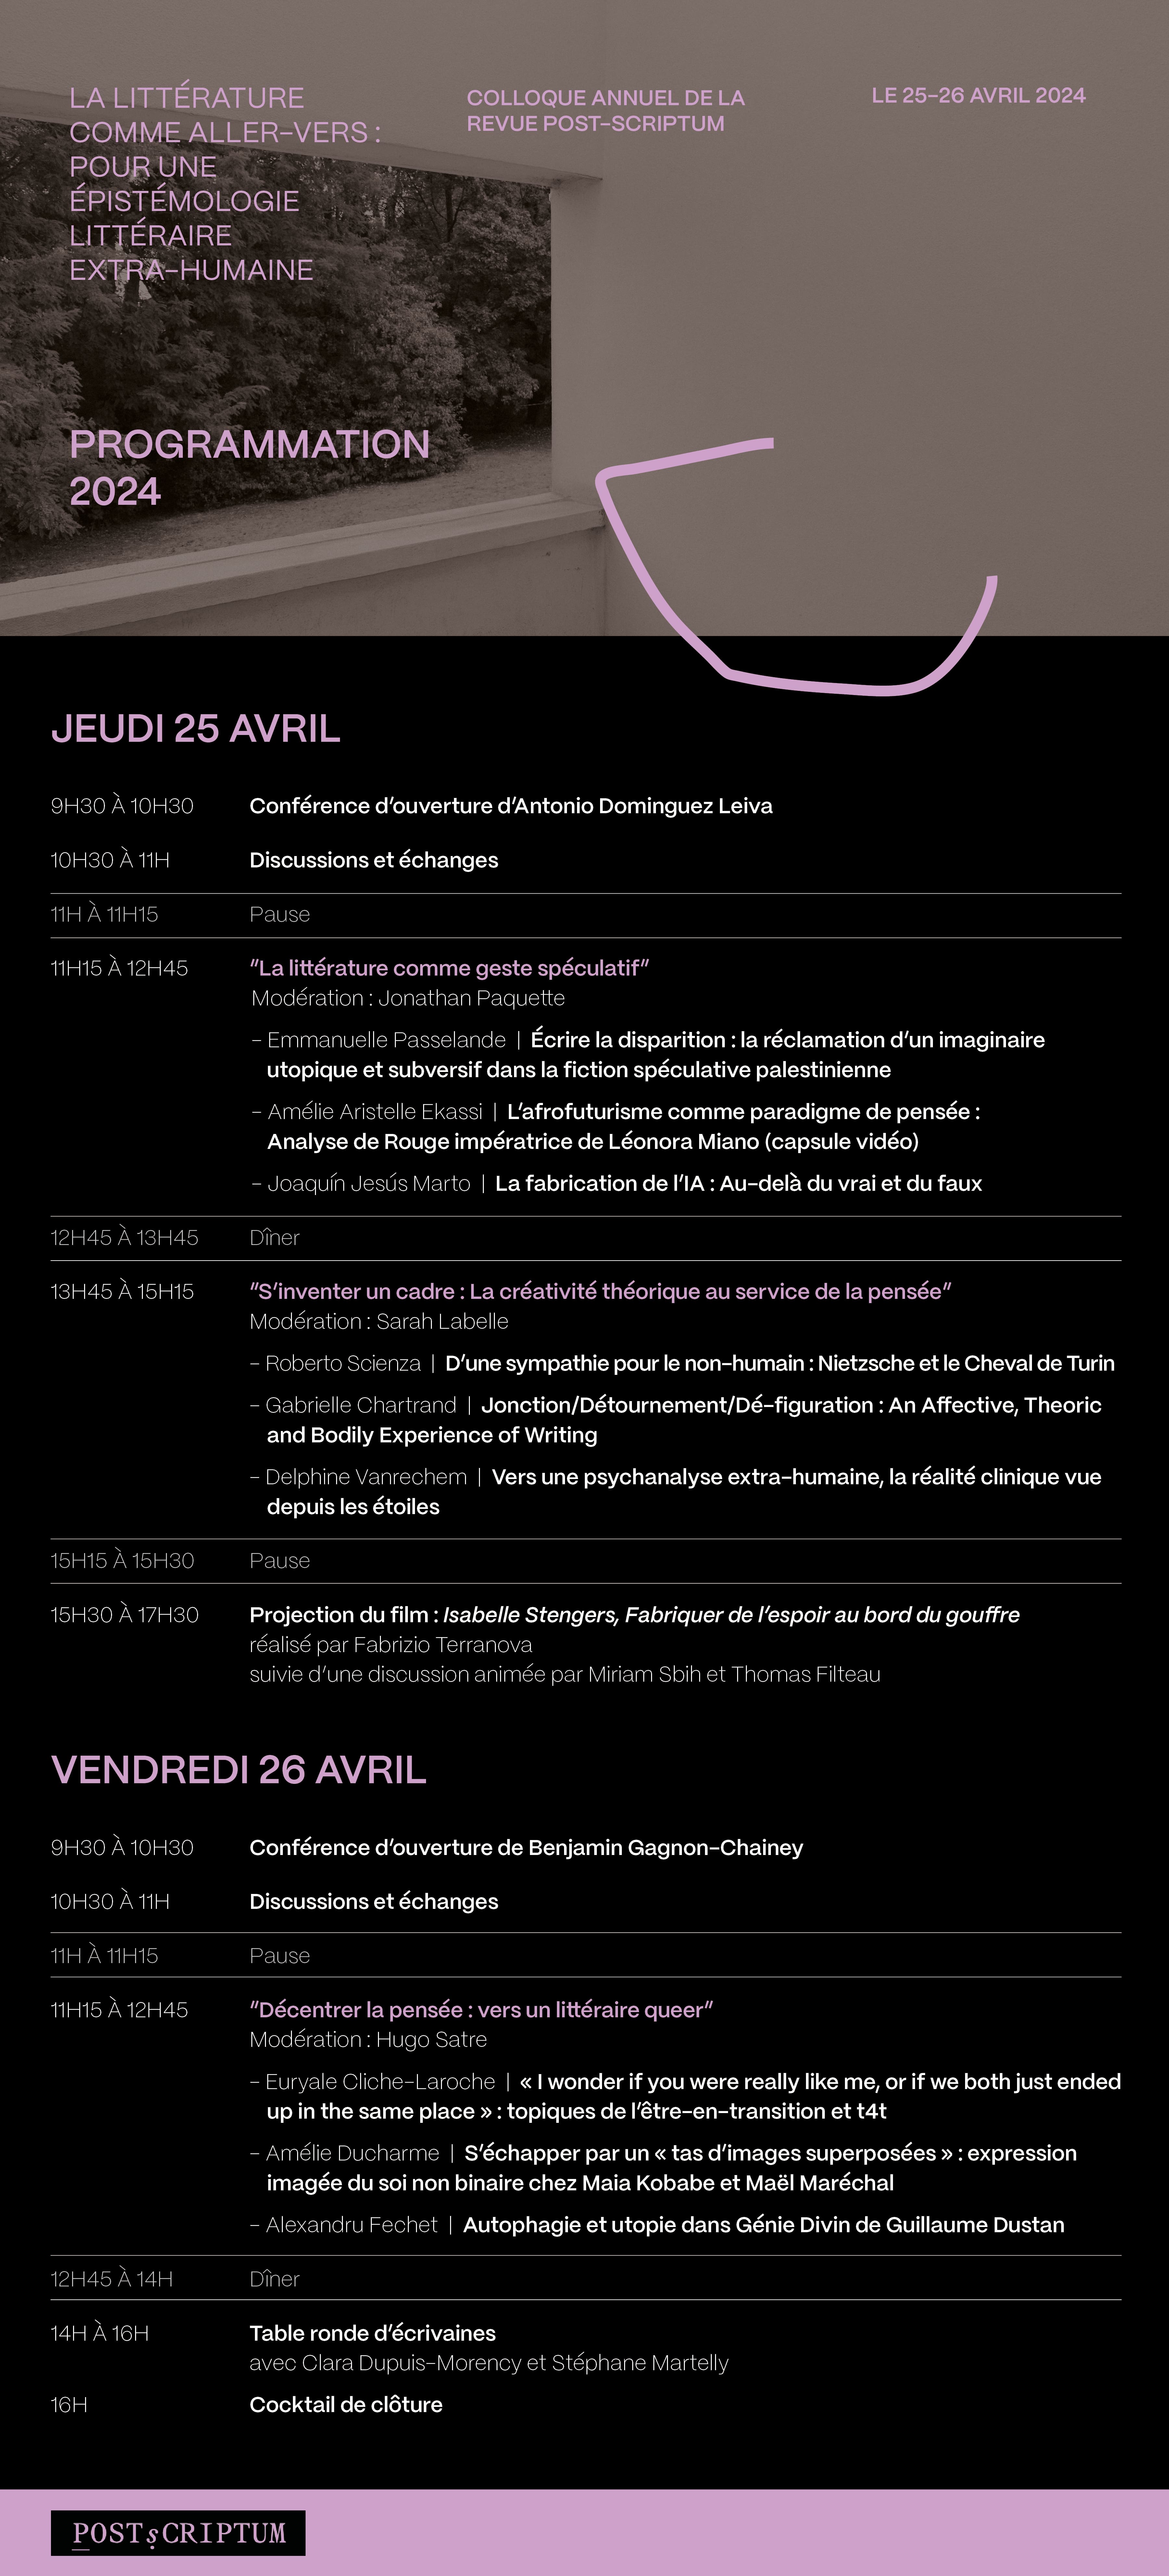 LA LITTÉRATURE
COMME ALLER-VERS :
POUR UNE
ÉPISTÉMOLOGIE
LITTÉRAIRE
EXTRA-HUMAINE
COLLOQUE ANNUEL DE LA
REVUE POST-SCRIPTUM
LE 25-26 AVRIL 2024
PROGRAMMATION
2024
JEUDI 25 AVRIL
9H30 À 10H30 Conférence d'ouverture d'Antonio Dominguez Leiva
10H30 À 11H Discussions et échanges
11H À 11H15 Pause
11H15 À 12H45 "La littérature comme geste spéculatif"
Modération : Jonathan Paquette
- Emmanuelle Passelande | Écrire la disparition : la réclamation d'un imaginaire
utopique et subversif dans la fiction spéculative palestinienne
- Amélie Aristelle Ekassi | L'afrofuturisme comme paradigme de pensée :
Analyse de Rouge impératrice de Léonora Miano (capsule vidéo)
- Joaquín Jesús Marto | La fabrication de l'IA : Au-delà du vrai et du faux
12H45 À 13H45 Dîner
13H45 À 15H15 "S'inventer un cadre : La créativité théorique au service de la pensée"
Modération : Sarah Labelle
- Roberto Scienza | D'une sympathie pour le non-humain : Nietzsche et le Cheval de Turin
- Gabrielle Chartrand | Jonction/Détournement/Dé-figuration : An Affective, Theoric
and Bodily Experience of Writing
- Delphine Vanrechem | Vers une psychanalyse extra-humaine, la réalité clinique vue
depuis les étoiles
15H15 À 15H30 Pause
15H30 À 17H30 Projection du film : Isabelle Stengers, Fabriquer de l'espoir au bord du gouffre
réalisé par Fabrizio Terranova
suivie d'une discussion animée par Miriam Sbih et Thomas Filteau
VENDREDI 26 AVRIL
9H30 À 10H30 Conférence d'ouverture de Benjamin Gagnon-Chainey
10H30 À 11H Discussions et échanges
11H À 11H15 Pause
11H15 À 12H45 "Décentrer la pensée : vers un littéraire queer"
Modération : Hugo Satre
- Euryale Cliche-Laroche | « I wonder if you were really like me, or if we both just ended
up in the same place » : topiques de l'être-en-transition et t4t
- Amélie Ducharme | S'échapper par un « tas d'images superposées » : expression
imagée du soi non binaire chez Maia Kobabe et Maël Maréchal
- Alexandru Fechet | Autophagie et utopie dans Génie Divin de Guillaume Dustan
12H45 À 14H Dîner
14H À 16H Table ronde d'écrivaines
avec Clara Dupuis-Morency et Stéphane Martelly
16H Cocktail de clôture
POSTSCRIPTUM